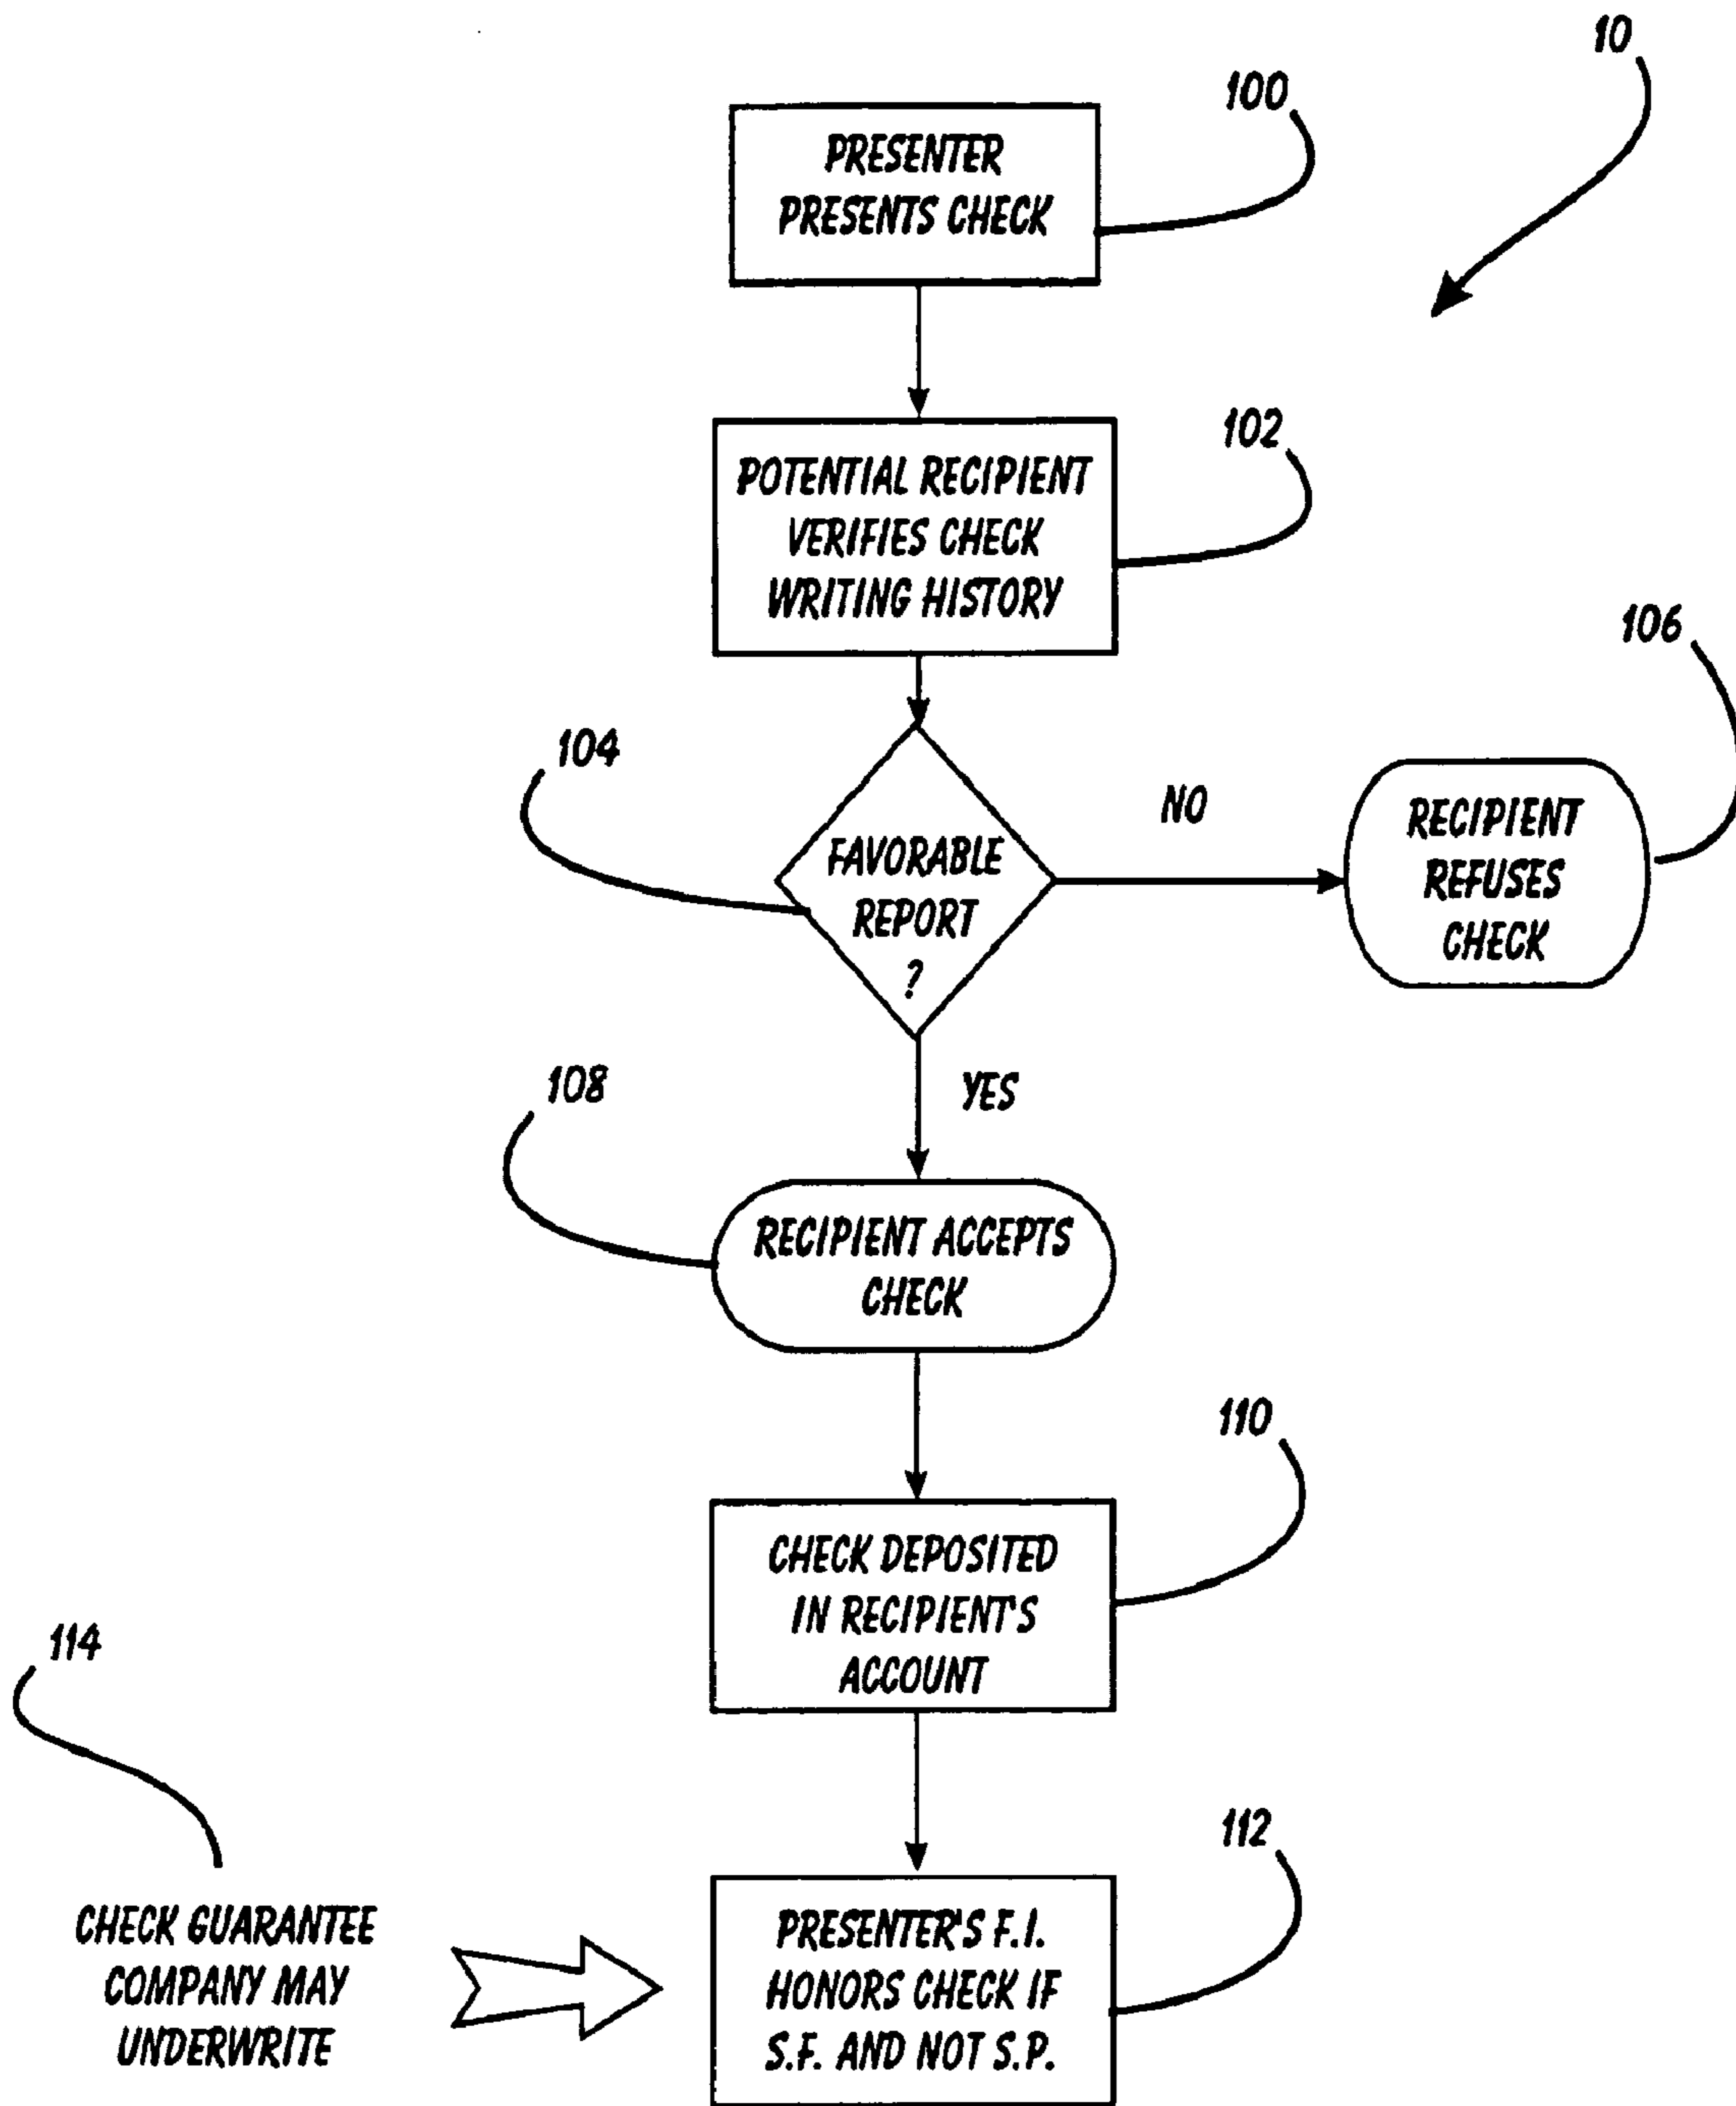 10
100
PRESENTER
PRESENTS CHECK
102
POTENTIAL RECIPIENT
VERIFIES CHECK
WRITING HISTORY
106
104
NO
FAVORABLE
REPORT
?
RECIPIENT
REFUSES
CHECK
108
YES
RECIPIENT ACCEPTS
CHECK
110
CHECK DEPOSITED
IN RECIPIENT'S
ACCOUNT
114
112
CHECK GUARANTEE
COMPANY MAY
UNDERWRITE
PRESENTER'S F.I.
HONORS CHECK IF
S.F. AND NOT S.P.